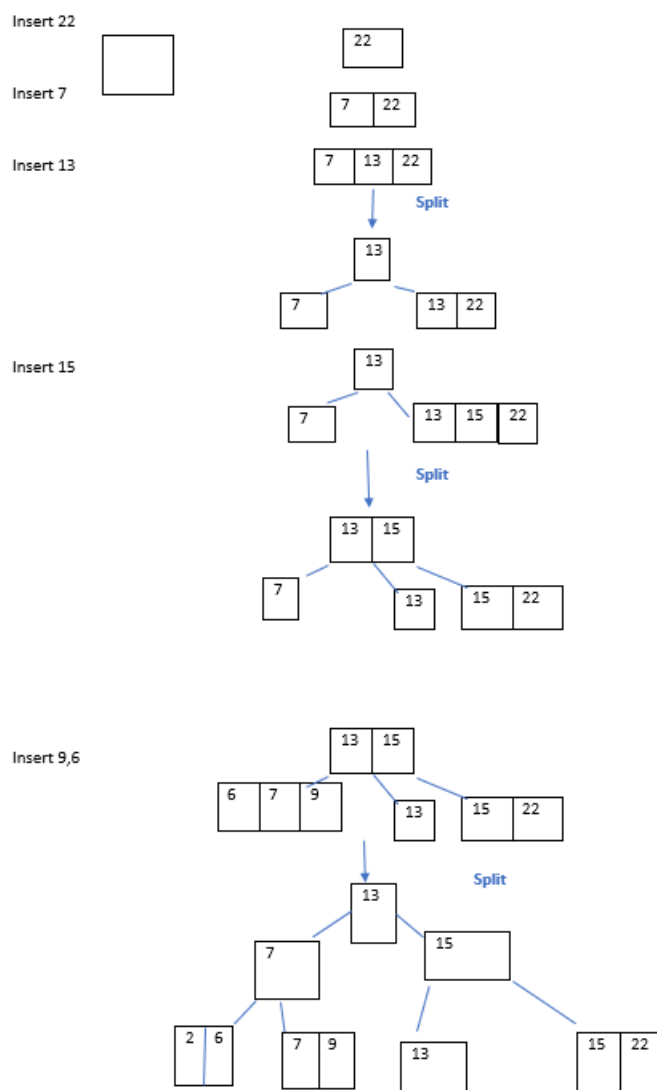 Insert 22
22
Insert 7
7 22
Insert 13
7 13 22
Split
13
7 13 22
Insert 15
13
7 13 15 22
Split
13 15
7 13 15 22
Insert 9,6
13 15
6 7 9 13 15 22
Split
13
7 15
2 6 7 9 13 15 22